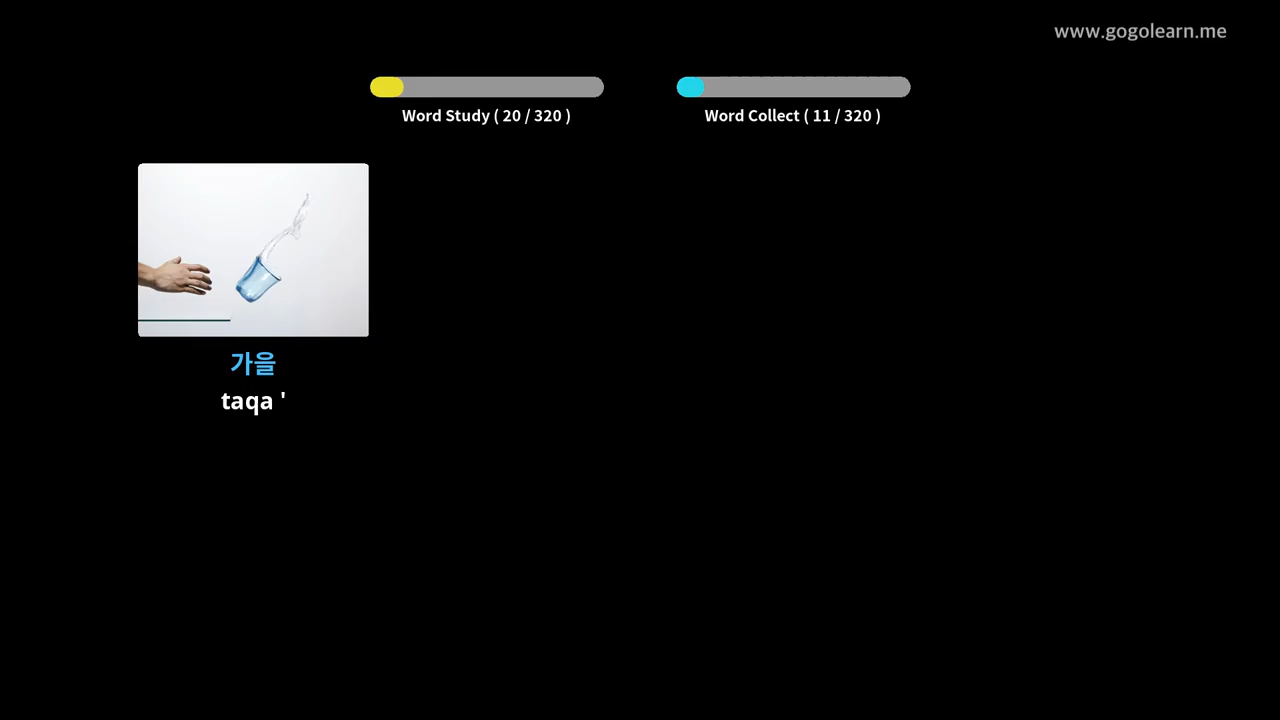 www.gogolearn.me
Word Study ( 20 / 320 )
Word Collect ( 11 / 320 )
가을
taqa '